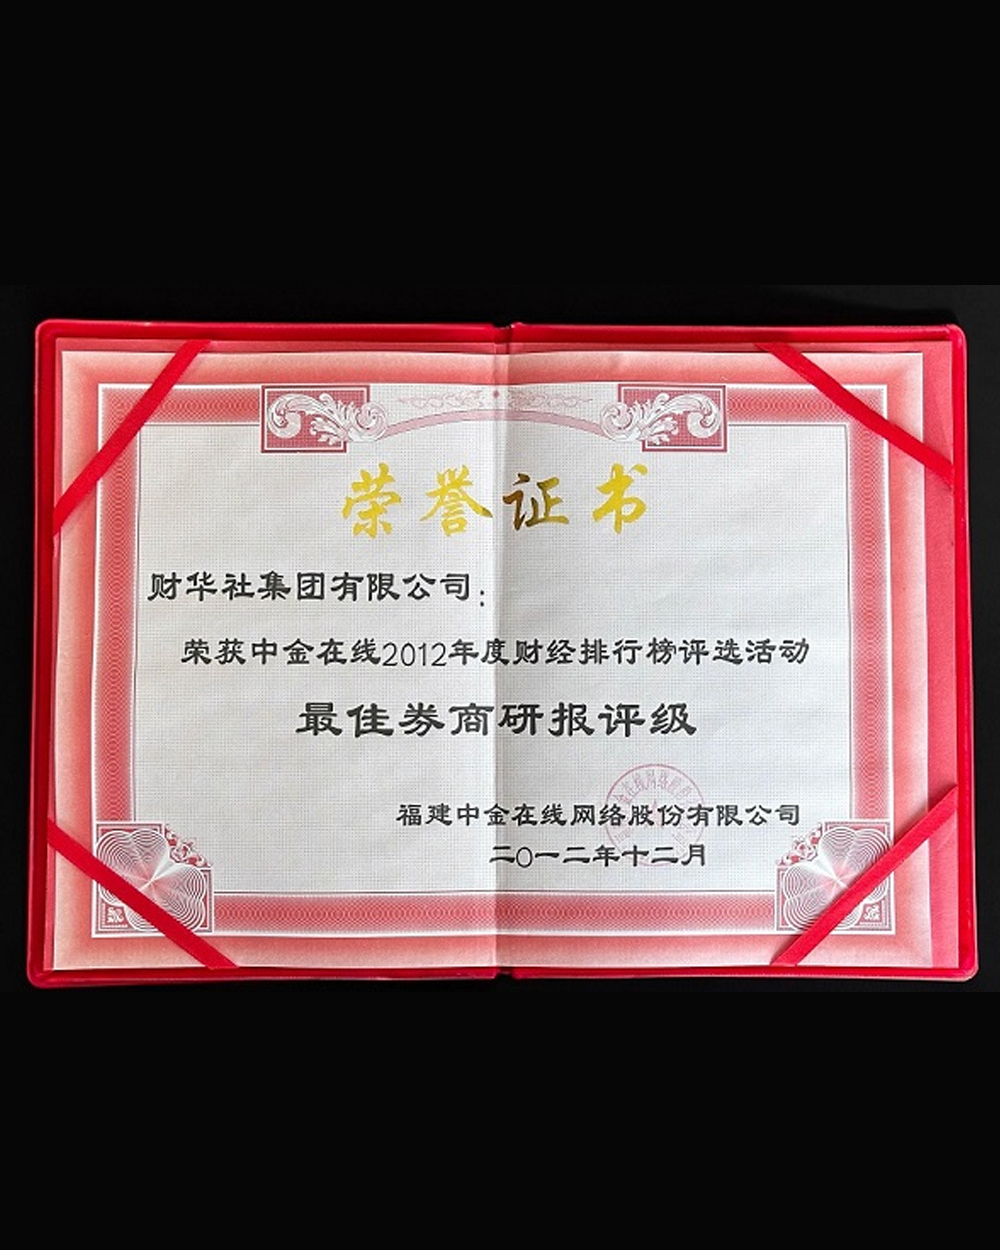 荣誉证书
财华社集团有限公司：
荣获中金在线2012年度财经排行榜评选活动
最佳券商研报评级
福建中金在线网络股份有限公司
二〇一二年十二月